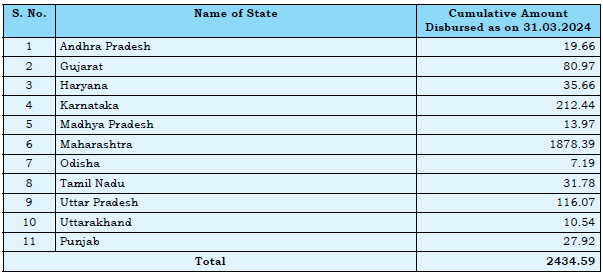 S. No. Name of State Cumulative Amount
Disbursed as on 31.03.2024
1 Andhra Pradesh 19.66
2 Gujarat 80.97
3 Haryana 35.66
4 Karnataka 212.44
5 Madhya Pradesh 13.97
6 Maharashtra 1878.39
7 Odisha 7.19
8 Tamil Nadu 31.78
9 Uttar Pradesh 116.07
10 Uttarakhand 10.54
11 Punjab 27.92
Total 2434.59